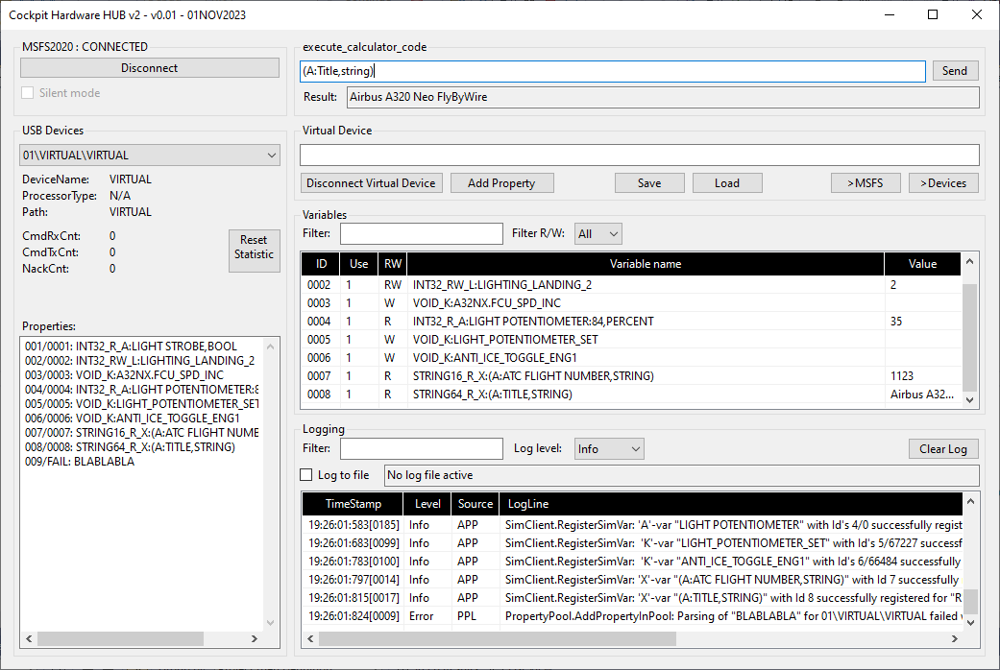 Cockpit Hardware HUB v2 - v0.01 - 01NOV2023
MSFS2020 : CONNECTED
Disconnect
Silent mode
USB Devices
01\VIRTUAL\VIRTUAL
DeviceName: VIRTUAL
ProcessorType: N/A
Path: VIRTUAL
CmdRxCnt: 0
CmdTxCnt: 0
NackCnt: 0
Reset
Statistic
Properties:
001/0001: INT32_R_A:LIGHT STROBE,BOOL
002/0002: INT32_RW_L:LIGHTING_LANDING_2
003/0003: VOID_K:A32NX.FCU_SPD_INC
004/0004: INT32_R_A:LIGHT POTENTIOMETER:8
005/0005: VOID_K:LIGHT_POTENTIOMETER_SET
006/0006: VOID_K:ANTI_ICE_TOGGLE_ENG1
007/0007: STRING16_R_X:(A:ATC FLIGHT NUME
008/0008: STRING64_R_X:(A:TITLE,STRING)
009/FAIL: BLABLABLA
execute_calculator_code
(A:Title,string)
Send
Result: Airbus A320 Neo FlyByWire
Virtual Device
Disconnect Virtual Device Add Property Save Load >MSFS >Devices
Variables
Filter: Filter R/W: All
ID Use RW Variable name Value
0002 1 RW INT32_RW_L:LIGHTING_LANDING_2 2
0003 1 W VOID_K:A32NX.FCU_SPD_INC
0004 1 R INT32_R_A:LIGHT POTENTIOMETER:84,PERCENT 35
0005 1 W VOID_K:LIGHT_POTENTIOMETER_SET
0006 1 W VOID_K:ANTI_ICE_TOGGLE_ENG1
0007 1 R STRING16_R_X:(A:ATC FLIGHT NUMBER,STRING) 1123
0008 1 R STRING64_R_X:(A:TITLE,STRING) Airbus A32...
Logging
Filter: Log level: Info Clear Log
Log to file No log file active
TimeStamp Level Source LogLine
19:26:01:583[0185] Info APP SimClient.RegisterSimVar: 'A'-var "LIGHT POTENTIOMETER" with Id's 4/0 successfully regist
19:26:01:683[0099] Info APP SimClient.RegisterSimVar: 'K'-var "LIGHT_POTENTIOMETER_SET" with Id's 5/67227 successf
19:26:01:783[0100] Info APP SimClient.RegisterSimVar: 'K'-var "ANTI_ICE_TOGGLE_ENG1" with Id's 6/66484 successfully
19:26:01:797[0014] Info APP SimClient.RegisterSimVar: 'X'-var "(A:ATC FLIGHT NUMBER,STRING)" with Id 7 successfully
19:26:01:815[0017] Info APP SimClient.RegisterSimVar: 'X'-var "(A:TITLE,STRING)" with Id 8 successfully registered for "R
19:26:01:824[0009] Error PPL PropertyPool.AddPropertyInPool: Parsing of "BLABLABLA" for 01\VIRTUAL\VIRTUAL failed